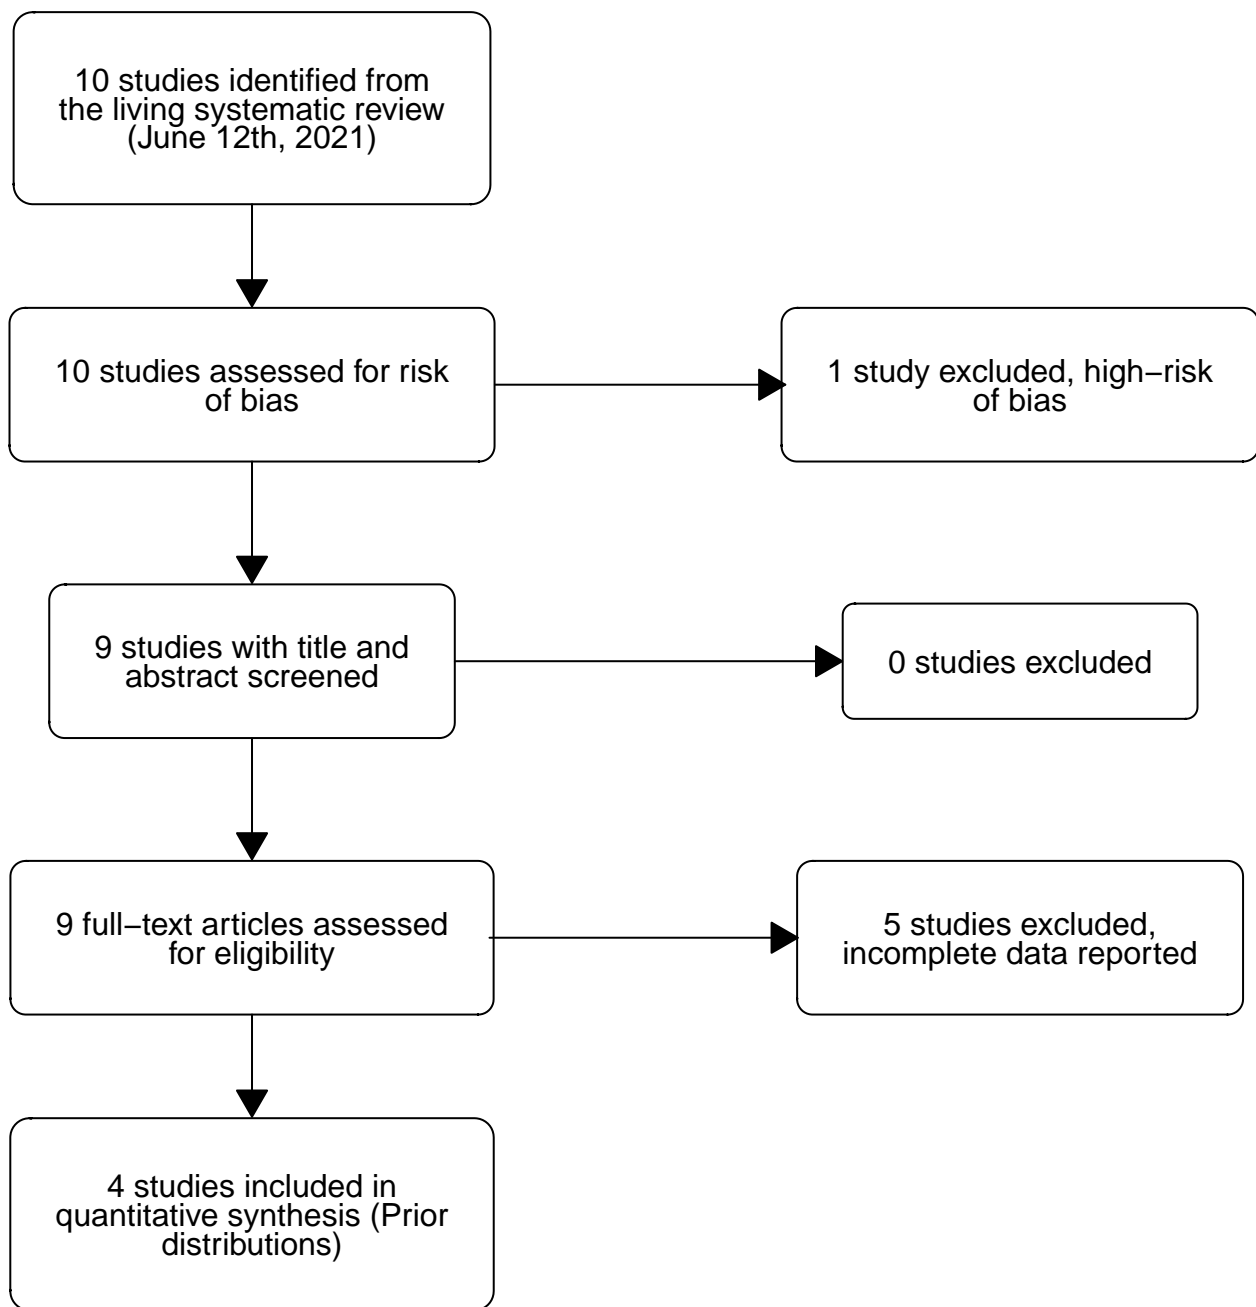 10 studies identified from
the living systematic review
(June 12th, 2021)
10 studies assessed for risk
of bias
1 study excluded, high−risk
of bias
9 studies with title and
abstract screened
0 studies excluded
9 full−text articles assessed
for eligibility
5 studies excluded,
incomplete data reported
4 studies included in
quantitative synthesis (Prior
distributions)